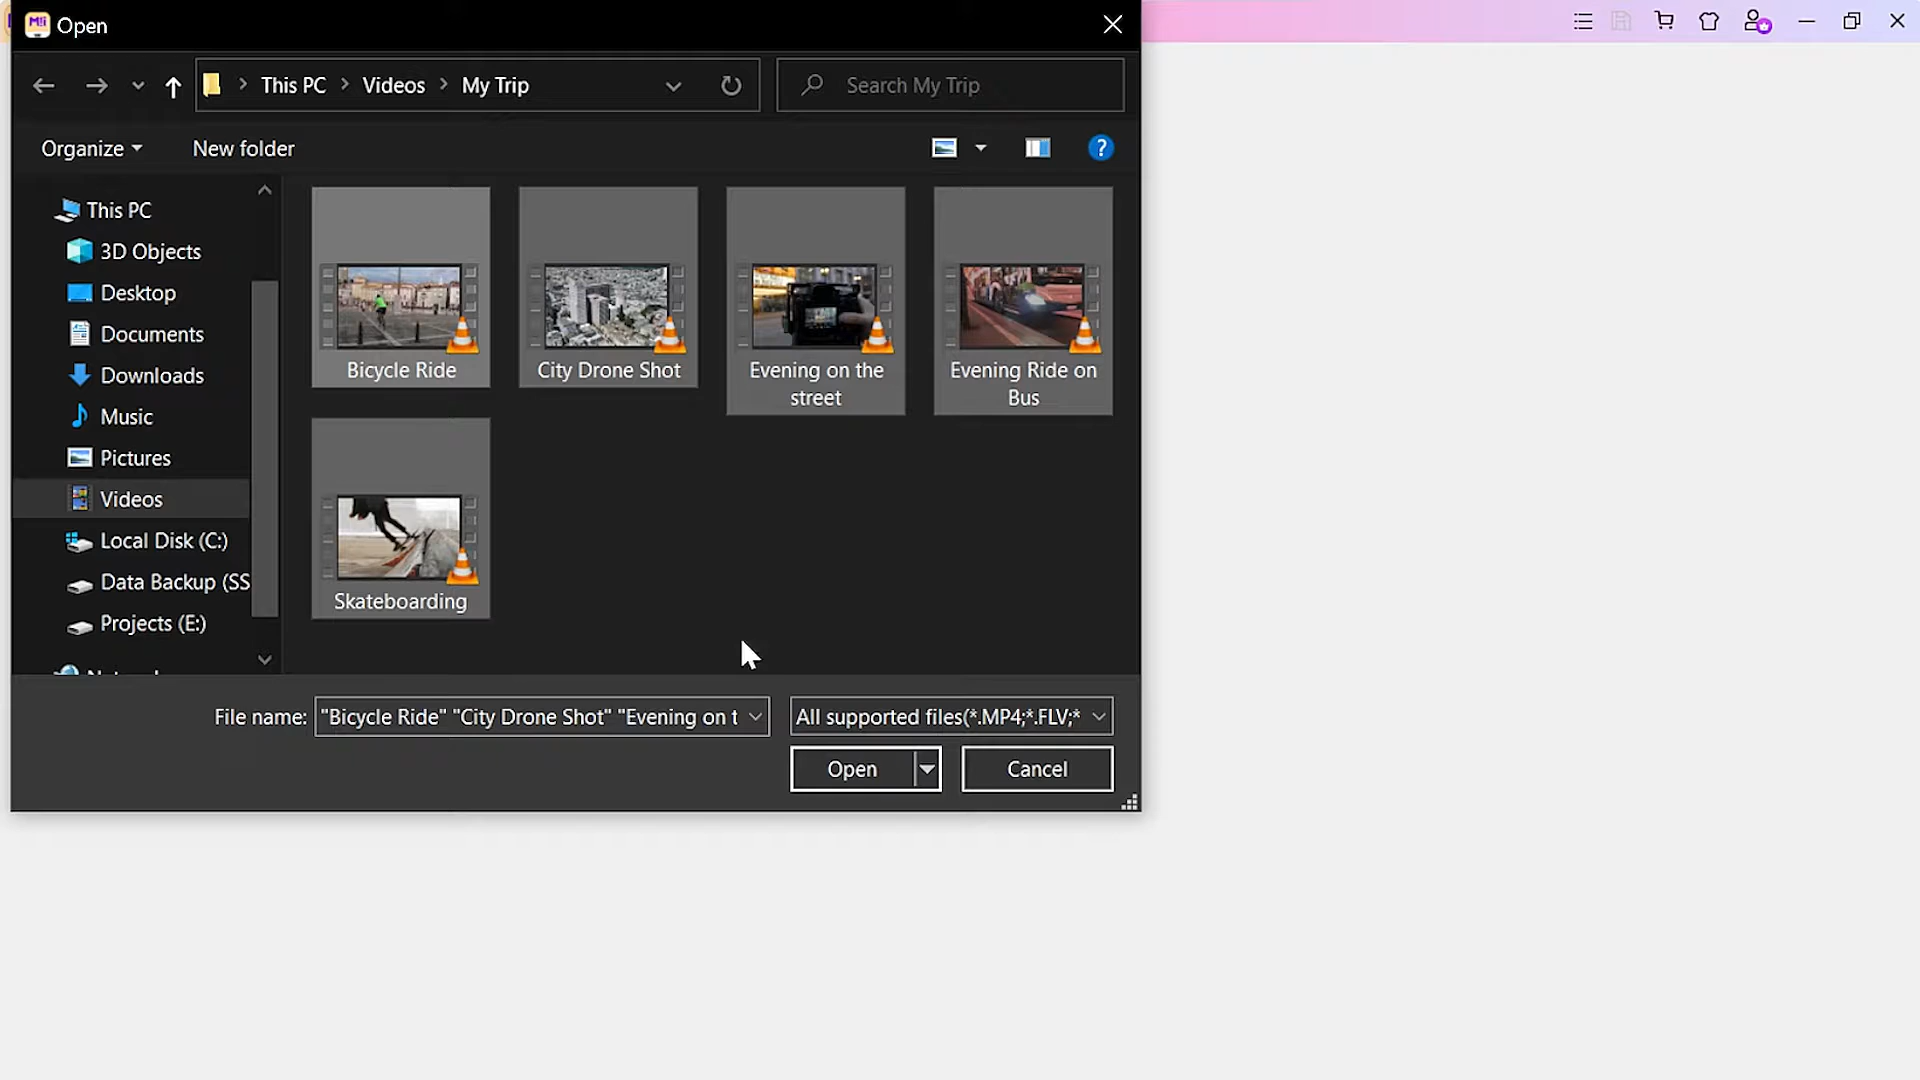 Open
This PC > Videos > My Trip
Search My Trip
Organize
New folder
?
This PC
3D Objects
Desktop
Documents
Downloads
Music
Pictures
Videos
Local Disk (C:)
Data Backup (SS
Projects (E:)
Bicycle Ride
City Drone Shot
Evening on the
street
Evening Ride on
Bus
Skateboarding
File name:
"Bicycle Ride" "City Drone Shot" "Evening on t
All supported files(*.MP4;*.FLV;*
Open
Cancel